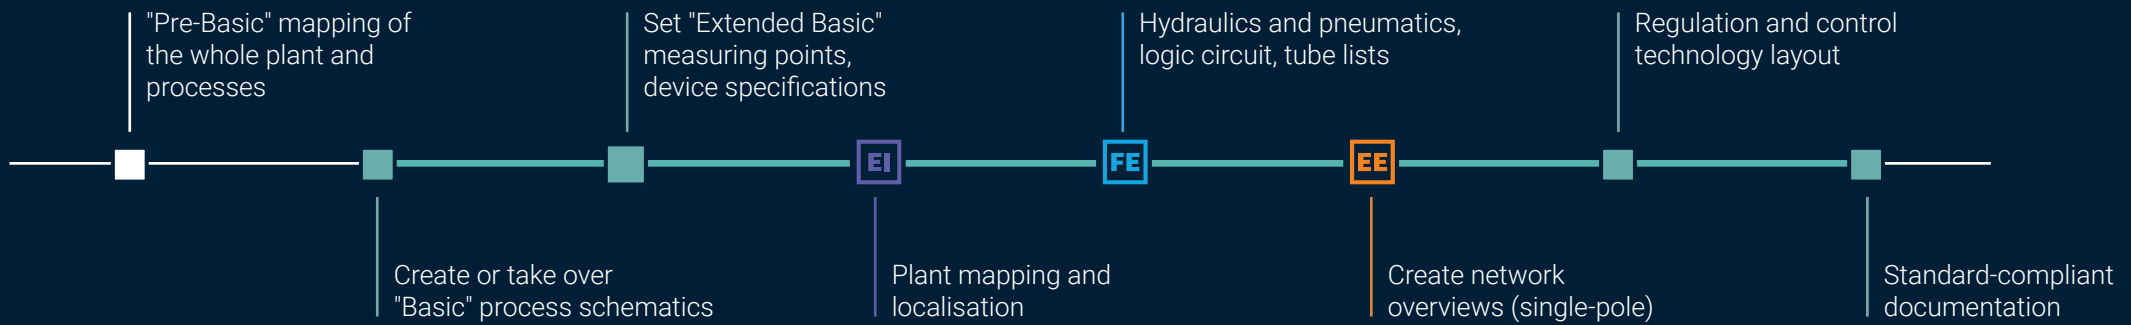 "Pre-Basic" mapping of
the whole plant and
processes
Set "Extended Basic"
measuring points,
device specifications
Hydraulics and pneumatics,
logic circuit, tube lists
Regulation and control
technology layout
EI
FE
EE
Create or take over
"Basic" process schematics
Plant mapping and
localisation
Create network
overviews (single-pole)
Standard-compliant
documentation